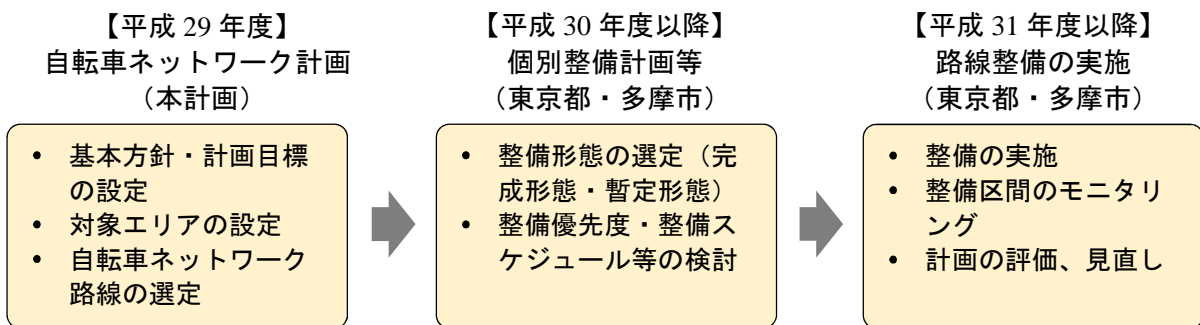 【平成 29 年度】
自転車ネットワーク計画
（本計画）
• 基本方針・計画目標
の設定
• 対象エリアの設定
• 自転車ネットワーク
路線の選定
【平成 30 年度以降】
個別整備計画等
（東京都・多摩市）
• 整備形態の選定（完
成形態・暫定形態）
• 整備優先度・整備ス
ケジュール等の検討
【平成 31 年度以降】
路線整備の実施
（東京都・多摩市）
• 整備の実施
• 整備区間のモニタリ
ング
• 計画の評価、見直し